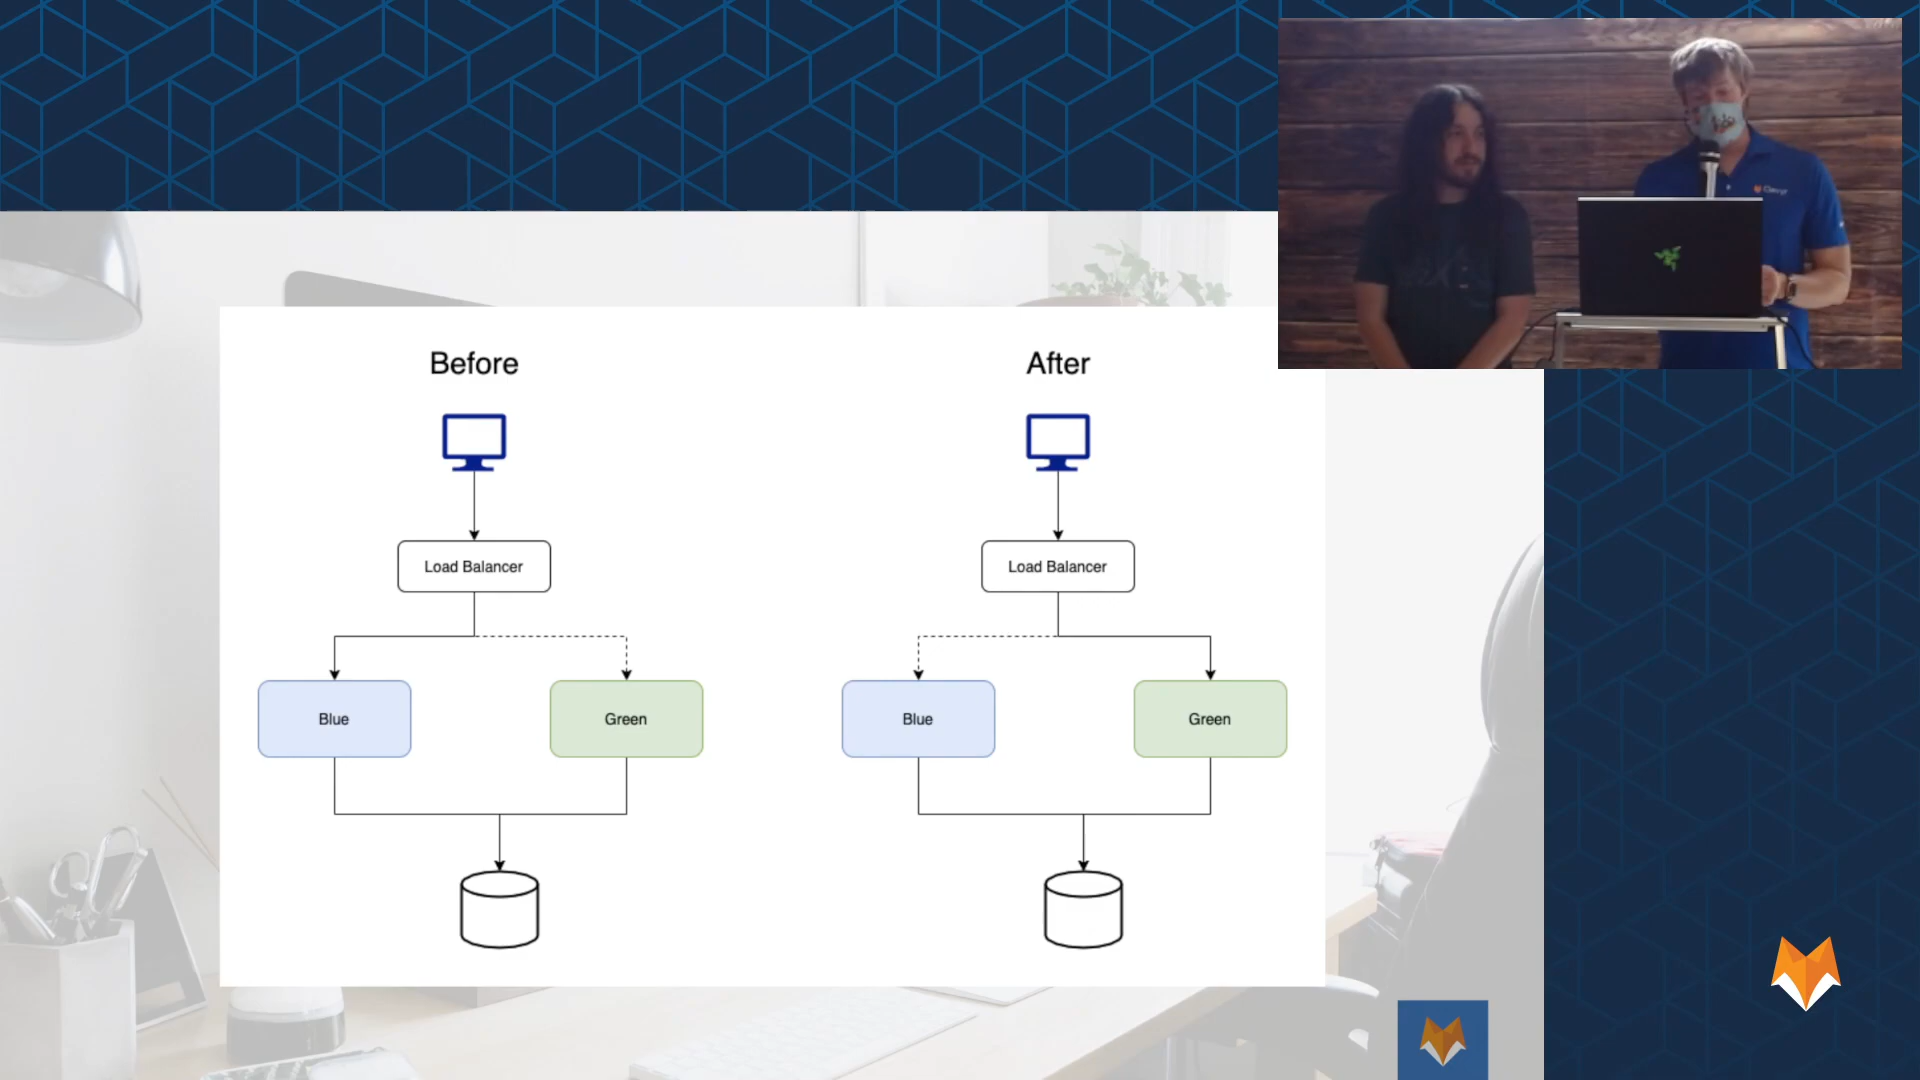 Before
After
Load Balancer
Load Balancer
Blue
Green
Blue
Green